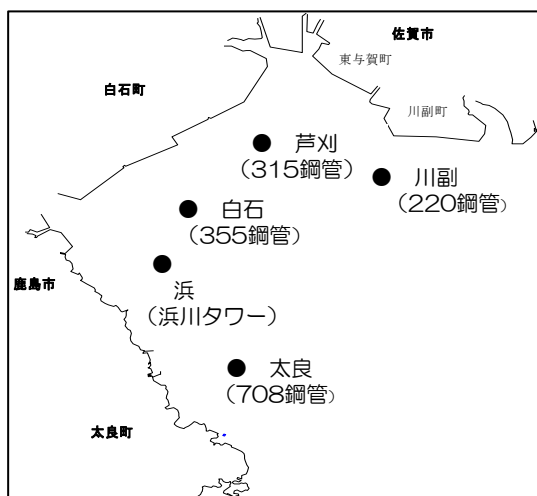 佐賀市
東与賀町
白石町
川副町
芦刈
(315鋼管)
川副
(220鋼管)
白石
(355鋼管)
鹿島市
浜
(浜川タワー)
太良
(708鋼管)
太良町